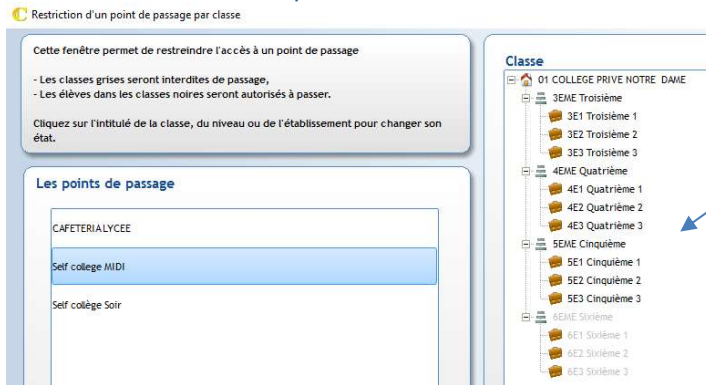 Restriction d'un point de passage par classe
Cette fenêtre permet de restreindre l'accès à un point de passage
- Les classes grises seront interdites de passage,
- Les élèves dans les classes noires seront autorisés à passer.
Cliquez sur l'intitulé de la classe, du niveau ou de l'établissement pour changer son
état.
Les points de passage
CAFETERIALYCEE
Self college MIDI
Self collège Soir
Classe
01 COLLEGE PRIVE NOTRE DAME
3EME Troisième
3E1 Troisième 1
3E2 Troisième 2
3E3 Troisième 3
4EME Quatrième
4E1 Quatrième 1
4E2 Quatrième 2
4E3 Quatrième 3
5EME Cinquième
5E1 Cinquième 1
5E2 Cinquième 2
5E3 Cinquième 3
6EME Sixième
6E1 Sixième 1
6E2 Sixième 2
6E3 Sixième 3